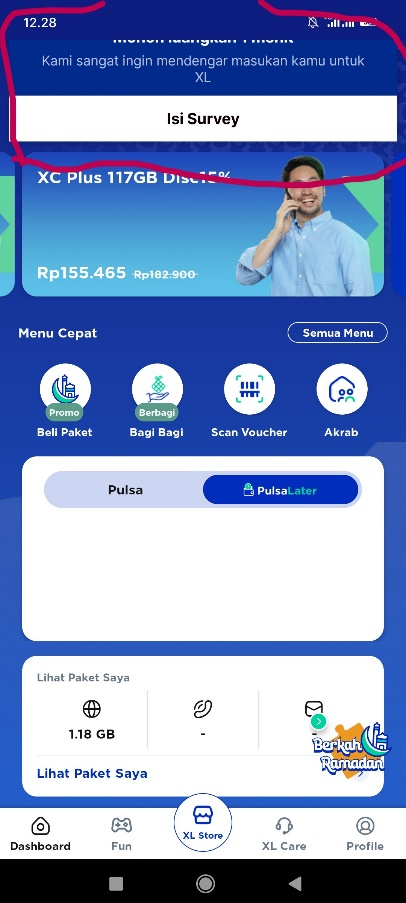 12.28
Kami sangat ingin mendengar masukan kamu untuk
XL
Isi Survey
XC Plus 117GB Disc15%
Rp155.465 Rp182.900
Menu Cepat
Semua Menu
Promo
Berbagi
Beli Paket
Bagi Bagi
Scan Voucher
Akrab
Pulsa
PulsaLater
Lihat Paket Saya
1.18 GB
-
-
Berkah
Ramadan
Lihat Paket Saya
Dashboard
Fun
XL Store
XL Care
Profile